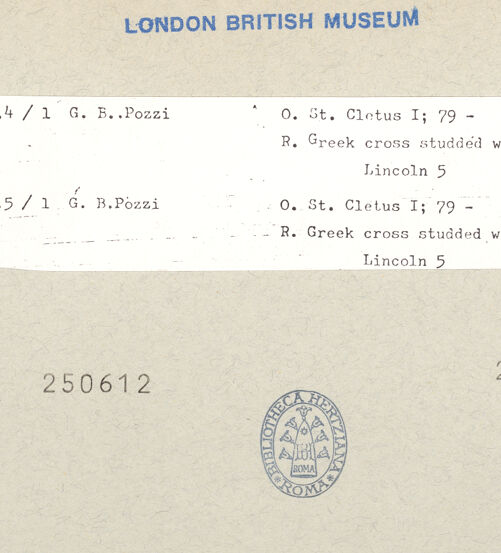 LONDON BRITISH MUSEUM
.4 / 1 G. B..Pozzi O. St. Cletus I; 79 -
R. Greek cross studded w
Lincoln 5
.5 / 1 G. B.Pozzi O. St. Cletus I; 79 -
R. Greek cross studded w
Lincoln 5
250612
BIBLIOTHECA HERTZIANA
ROMA
ROMA